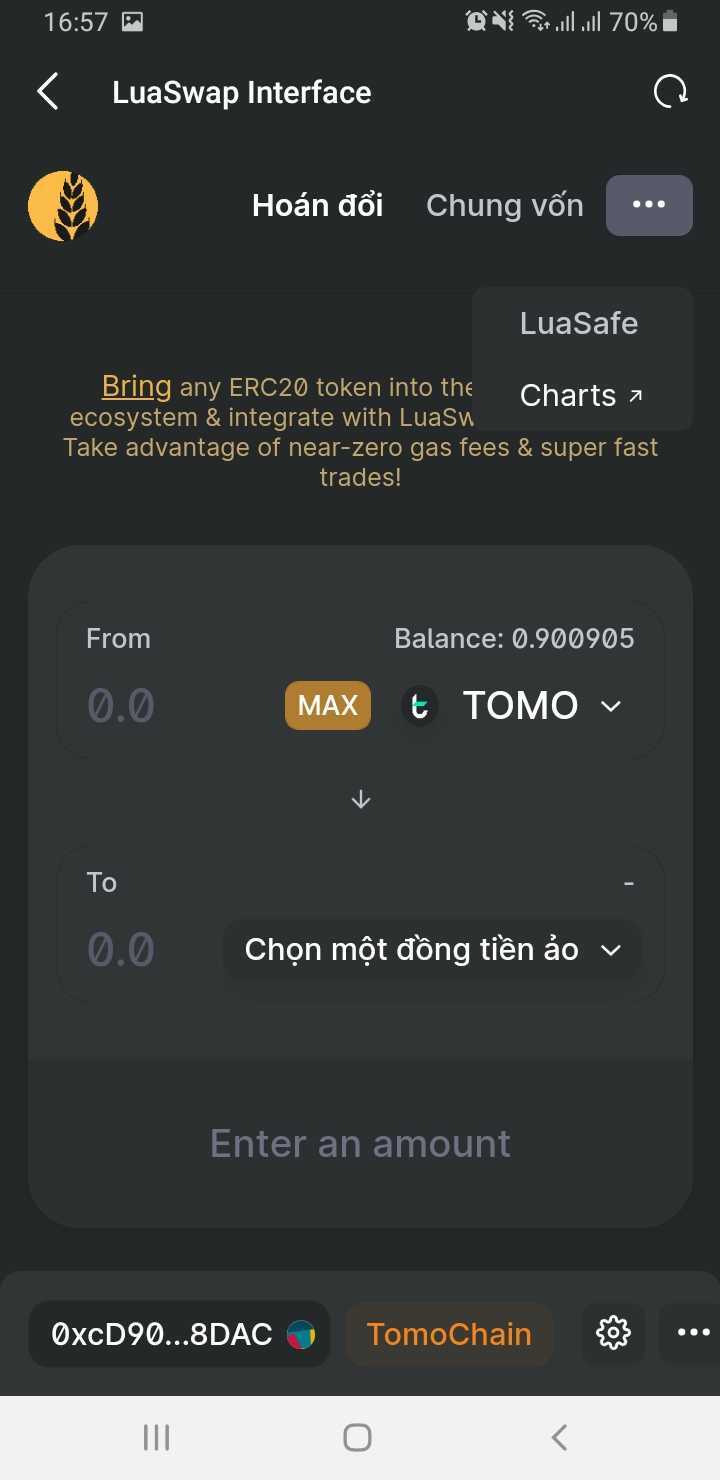 16:57
70%
LuaSwap Interface
Hoán đổi
Chung vốn
LuaSafe
Charts ↗
Bring any ERC20 token into the
ecosystem & integrate with LuaSw
Take advantage of near-zero gas fees & super fast
trades!
From
Balance: 0.900905
0.0
MAX
TOMO
To
-
0.0
Chọn một đồng tiền ảo
Enter an amount
0xcD90...8DAC
TomoChain